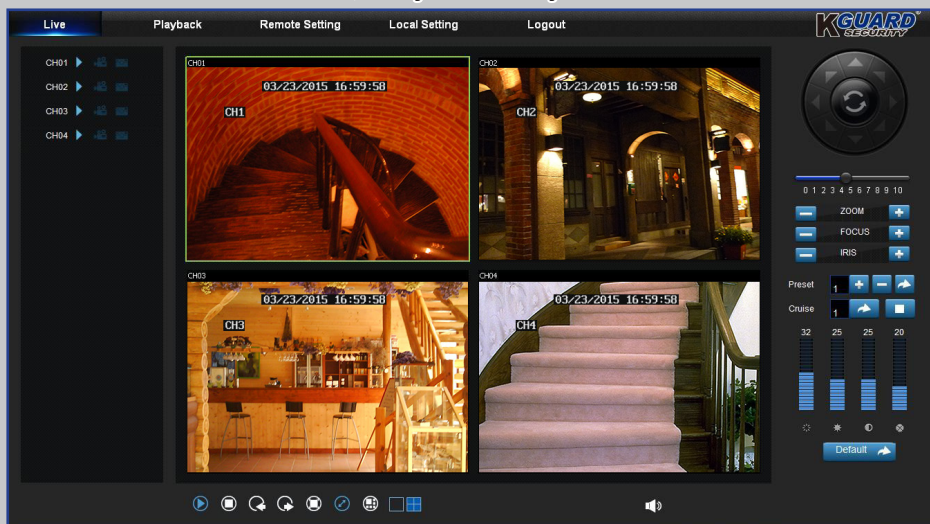 Live Playback Remote Setting Local Setting Logout
KGUARD®
SECURITY
CH01
CH02
CH03
CH04
CH01
03/23/2015 16:59:58
CH1
CH02
03/23/2015 16:59:58
CH2
CH03
03/23/2015 16:59:58
CH3
CH04
03/23/2015 16:59:58
CH4
0 1 2 3 4 5 6 7 8 9 10
ZOOM
FOCUS
IRIS
Preset 1
Cruise 1
32 25 25 20
Default